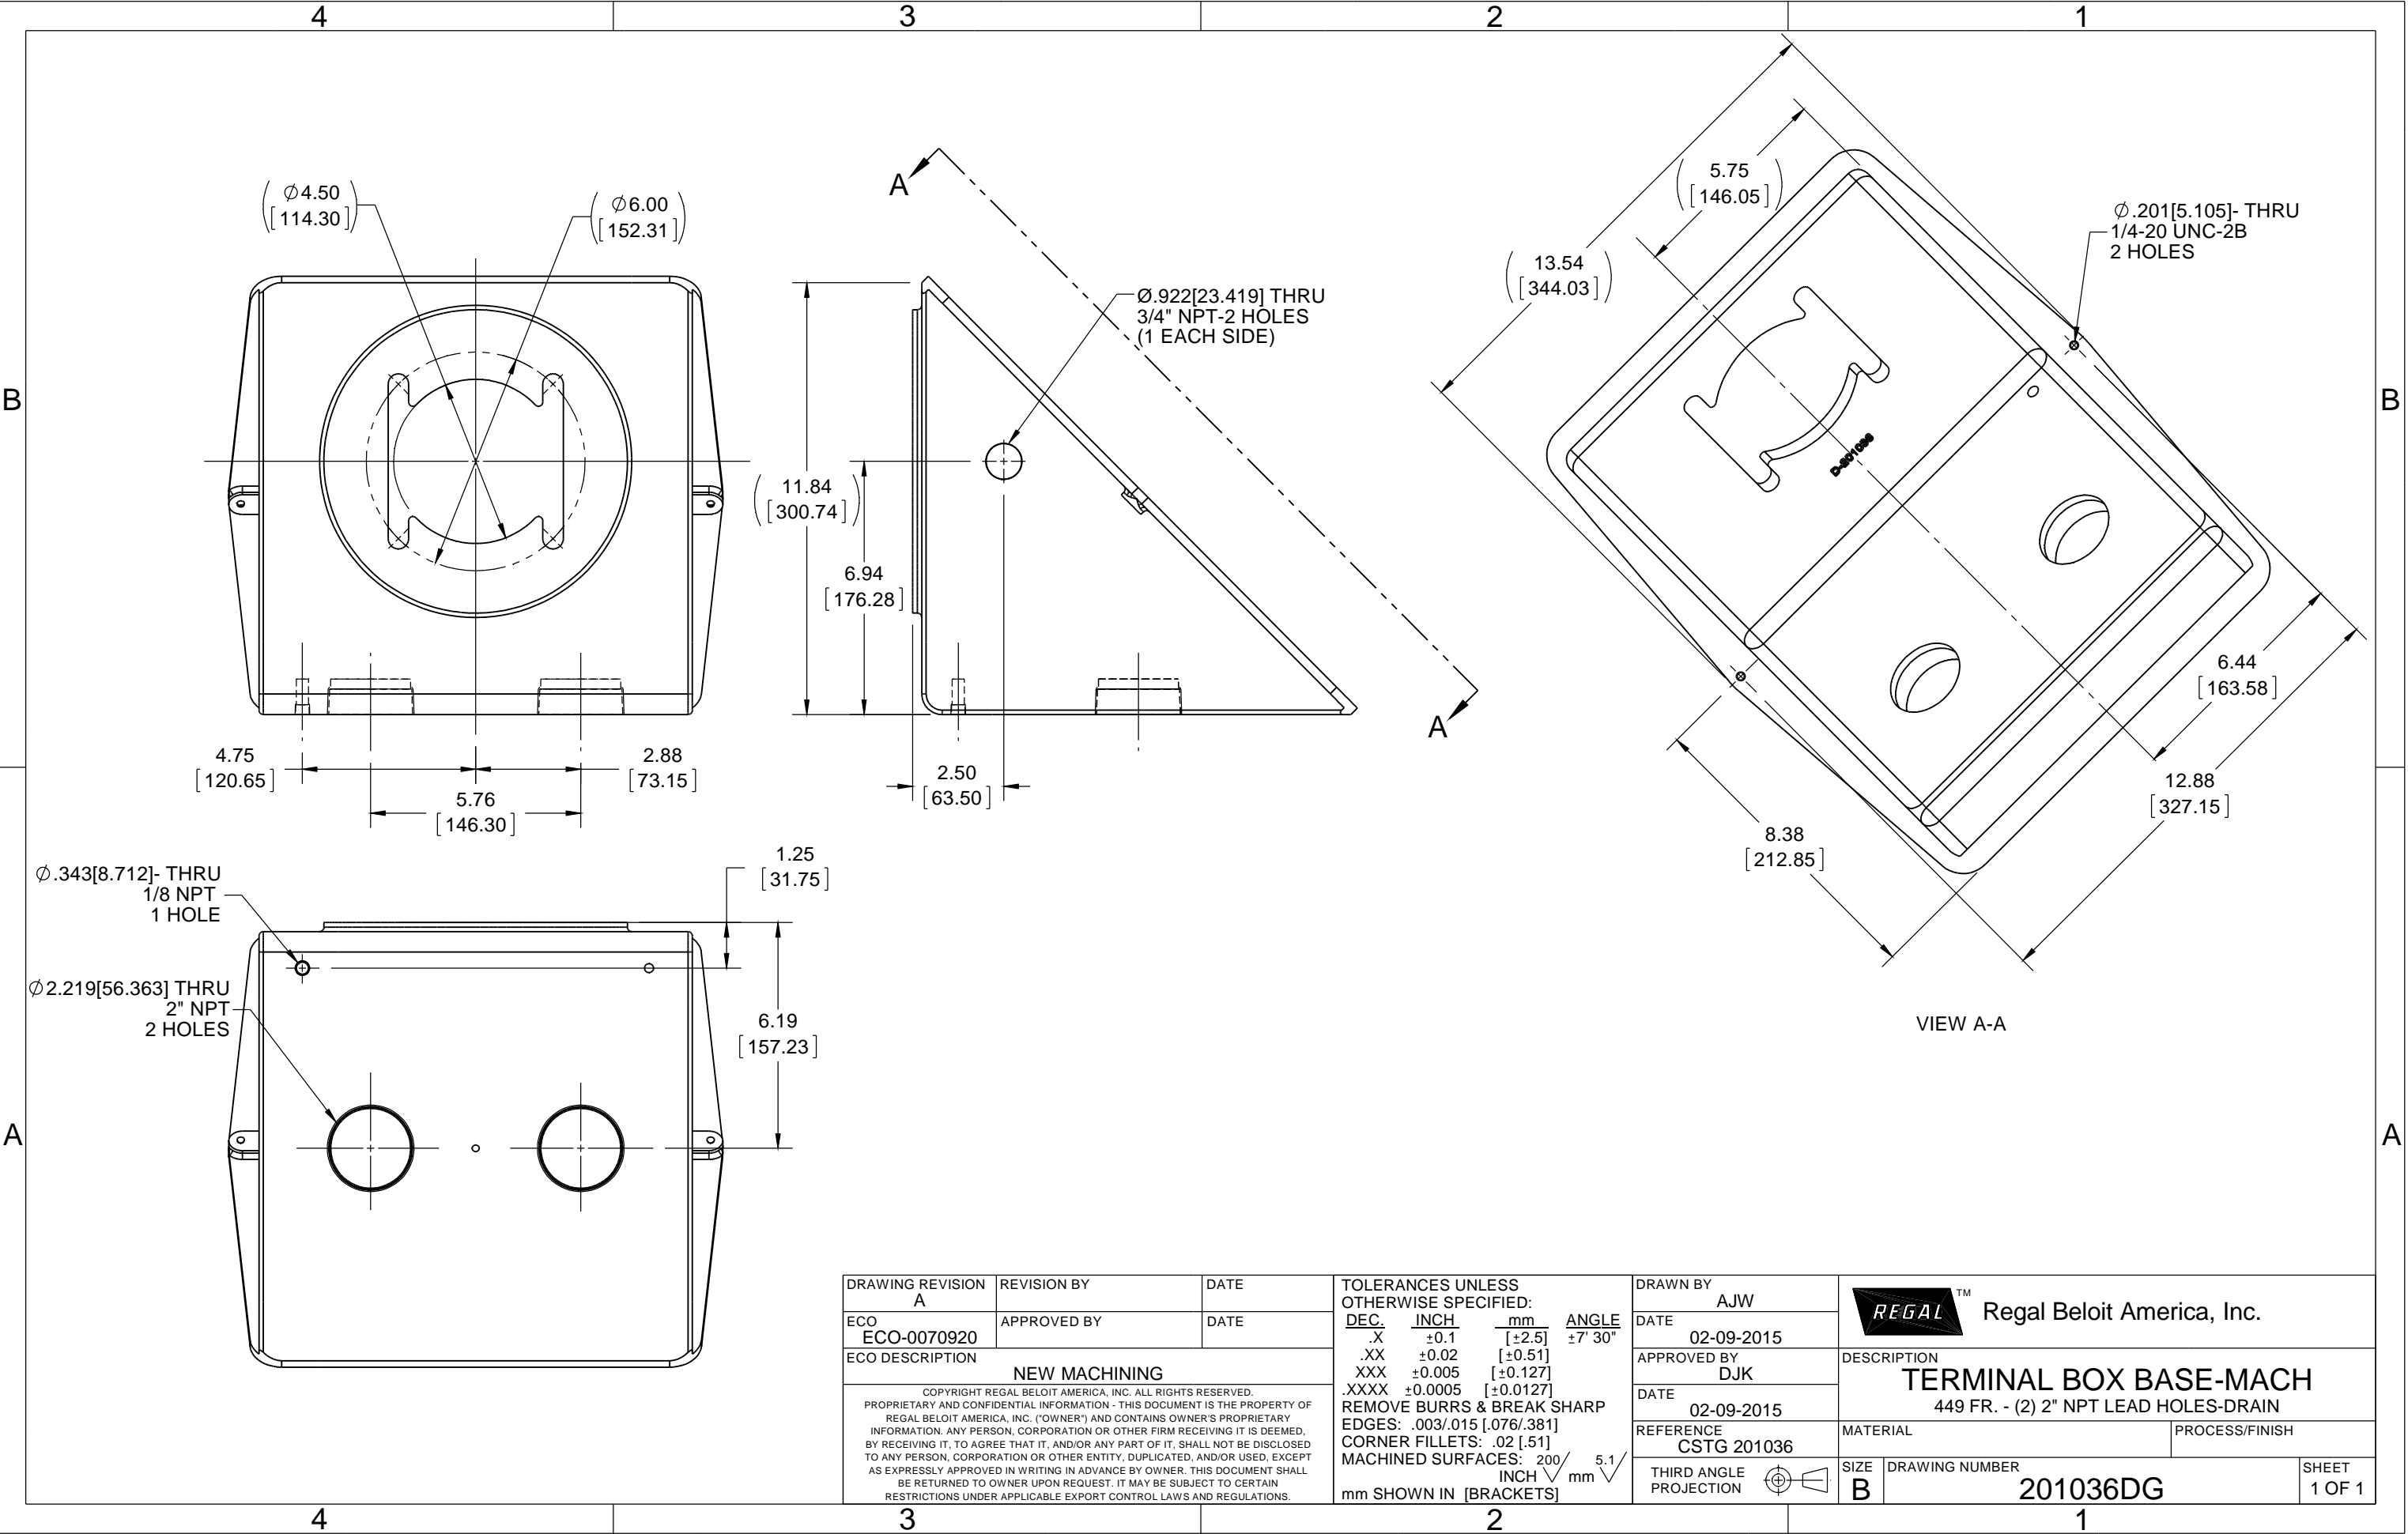 4
3
2
1
B
B
A
A
Ø4.50
[114.30]
Ø6.00
[152.31]
A
A
Ø.922[23.419] THRU
3/4" NPT-2 HOLES
(1 EACH SIDE)
11.84
[300.74]
6.94
[176.28]
2.50
[63.50]
4.75
[120.65]
2.88
[73.15]
5.76
[146.30]
5.75
[146.05]
13.54
[344.03]
Ø.201[5.105]- THRU
1/4-20 UNC-2B
2 HOLES
6.44
[163.58]
12.88
[327.15]
8.38
[212.85]
VIEW A-A
Ø.343[8.712]- THRU
1/8 NPT
1 HOLE
Ø2.219[56.363] THRU
2" NPT
2 HOLES
1.25
[31.75]
6.19
[157.23]
DRAWING REVISION
A
REVISION BY
DATE
ECO
ECO-0070920
APPROVED BY
DATE
ECO DESCRIPTION
NEW MACHINING
COPYRIGHT REGAL BELOIT AMERICA, INC. ALL RIGHTS RESERVED.
PROPRIETARY AND CONFIDENTIAL INFORMATION - THIS DOCUMENT IS THE PROPERTY OF
REGAL BELOIT AMERICA, INC. ("OWNER") AND CONTAINS OWNER'S PROPRIETARY
INFORMATION. ANY PERSON, CORPORATION OR OTHER FIRM RECEIVING IT IS DEEMED,
BY RECEIVING IT, TO AGREE THAT IT, AND/OR ANY PART OF IT, SHALL NOT BE DISCLOSED
TO ANY PERSON, CORPORATION OR OTHER ENTITY, DUPLICATED, AND/OR USED, EXCEPT
AS EXPRESSLY APPROVED IN WRITING IN ADVANCE BY OWNER. THIS DOCUMENT SHALL
BE RETURNED TO OWNER UPON REQUEST. IT MAY BE SUBJECT TO CERTAIN
RESTRICTIONS UNDER APPLICABLE EXPORT CONTROL LAWS AND REGULATIONS.
TOLERANCES UNLESS
OTHERWISE SPECIFIED:
DEC. INCH mm ANGLE
.X ±0.1 [±2.5] ±7' 30"
.XX ±0.02 [±0.51]
XXX ±0.005 [±0.127]
.XXXX ±0.0005 [±0.0127]
REMOVE BURRS & BREAK SHARP
EDGES: .003/.015 [.076/.381]
CORNER FILLETS: .02 [.51]
MACHINED SURFACES: 200/ 5.1/
INCH mm
mm SHOWN IN [BRACKETS]
DRAWN BY
AJW
DATE
02-09-2015
APPROVED BY
DJK
DATE
02-09-2015
REFERENCE
CSTG 201036
THIRD ANGLE
PROJECTION
REGAL TM
Regal Beloit America, Inc.
DESCRIPTION
TERMINAL BOX BASE-MACH
449 FR. - (2) 2" NPT LEAD HOLES-DRAIN
MATERIAL
PROCESS/FINISH
SIZE
B
DRAWING NUMBER
201036DG
SHEET
1 OF 1
4
3
2
1